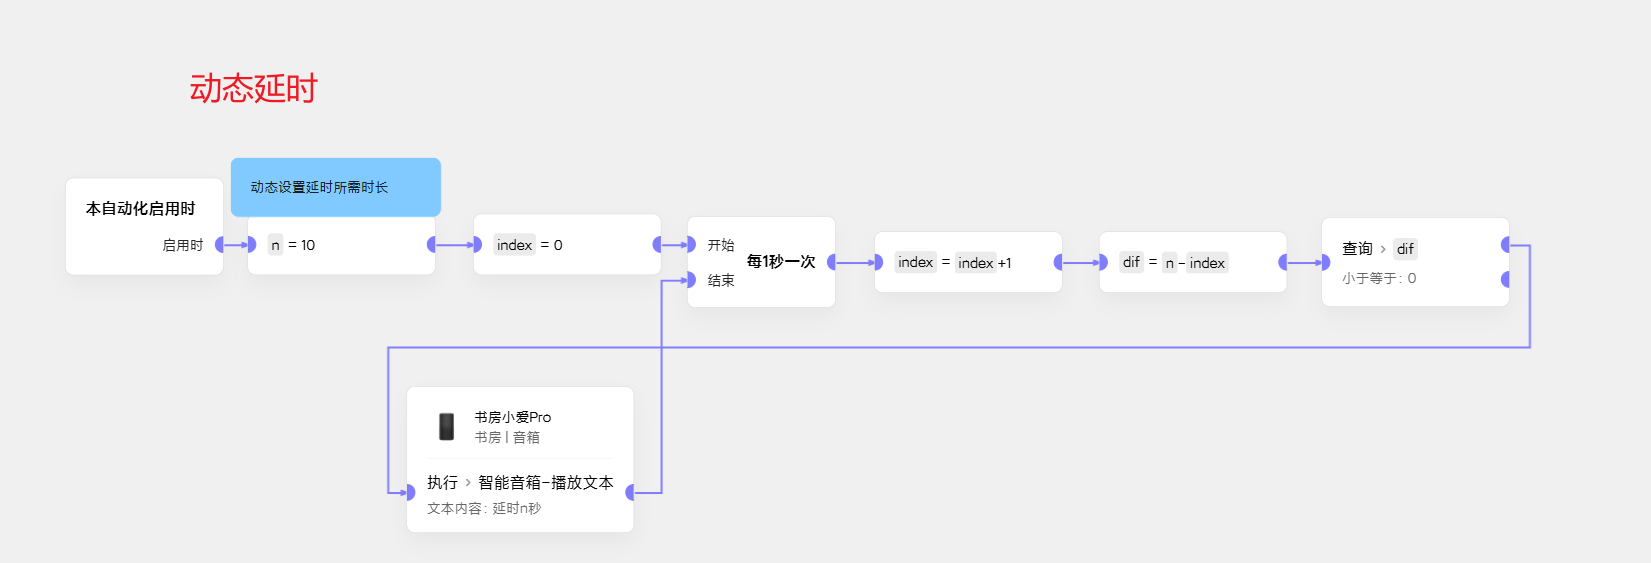 动态延时
动态设置延时所需时长
本自动化启用时
启用时
n = 10
index = 0
开始
每1秒一次
结束
index = index+1
dif = n-index
查询 › dif
小于等于: 0
书房小爱Pro
书房 | 音箱
执行 › 智能音箱-播放文本
文本内容: 延时n秒